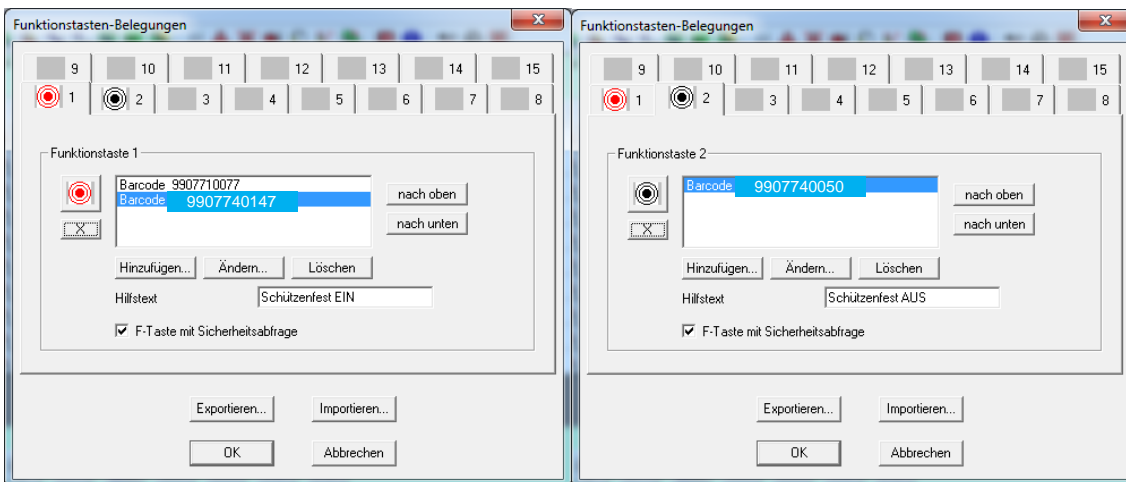 Funktionstasten-Belegungen
9 10 11 12 13 14 15
1 2 3 4 5 6 7 8
Funktionstaste 1
Barcode 9907710077
Barcode 9907740147
nach oben
X
nach unten
Hinzufügen... Ändern... Löschen
Hilfstext Schützenfest EIN
F-Taste mit Sicherheitsabfrage
Exportieren... Importieren...
OK Abbrechen
Funktionstasten-Belegungen
9 10 11 12 13 14 15
1 2 3 4 5 6 7 8
Funktionstaste 2
Barcode 9907740050
nach oben
X
nach unten
Hinzufügen... Ändern... Löschen
Hilfstext Schützenfest AUS
F-Taste mit Sicherheitsabfrage
Exportieren... Importieren...
OK Abbrechen